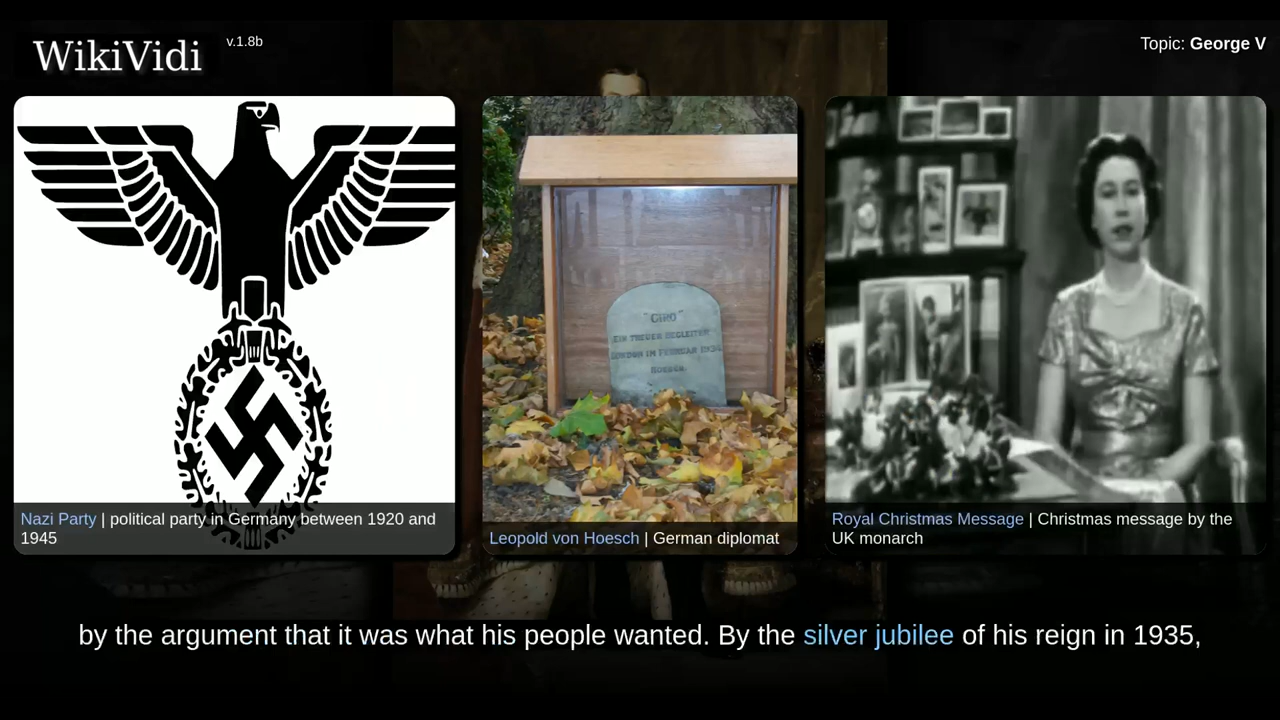 WikiVidi
v.1.8b
Topic: George V
"GIRO"
EIN TREUER BEGLEITER
LONDON IM FEBRUAR 1934
HOESCH
Nazi Party | political party in Germany between 1920 and
1945
Leopold von Hoesch | German diplomat
Royal Christmas Message | Christmas message by the
UK monarch
by the argument that it was what his people wanted. By the silver jubilee of his reign in 1935,